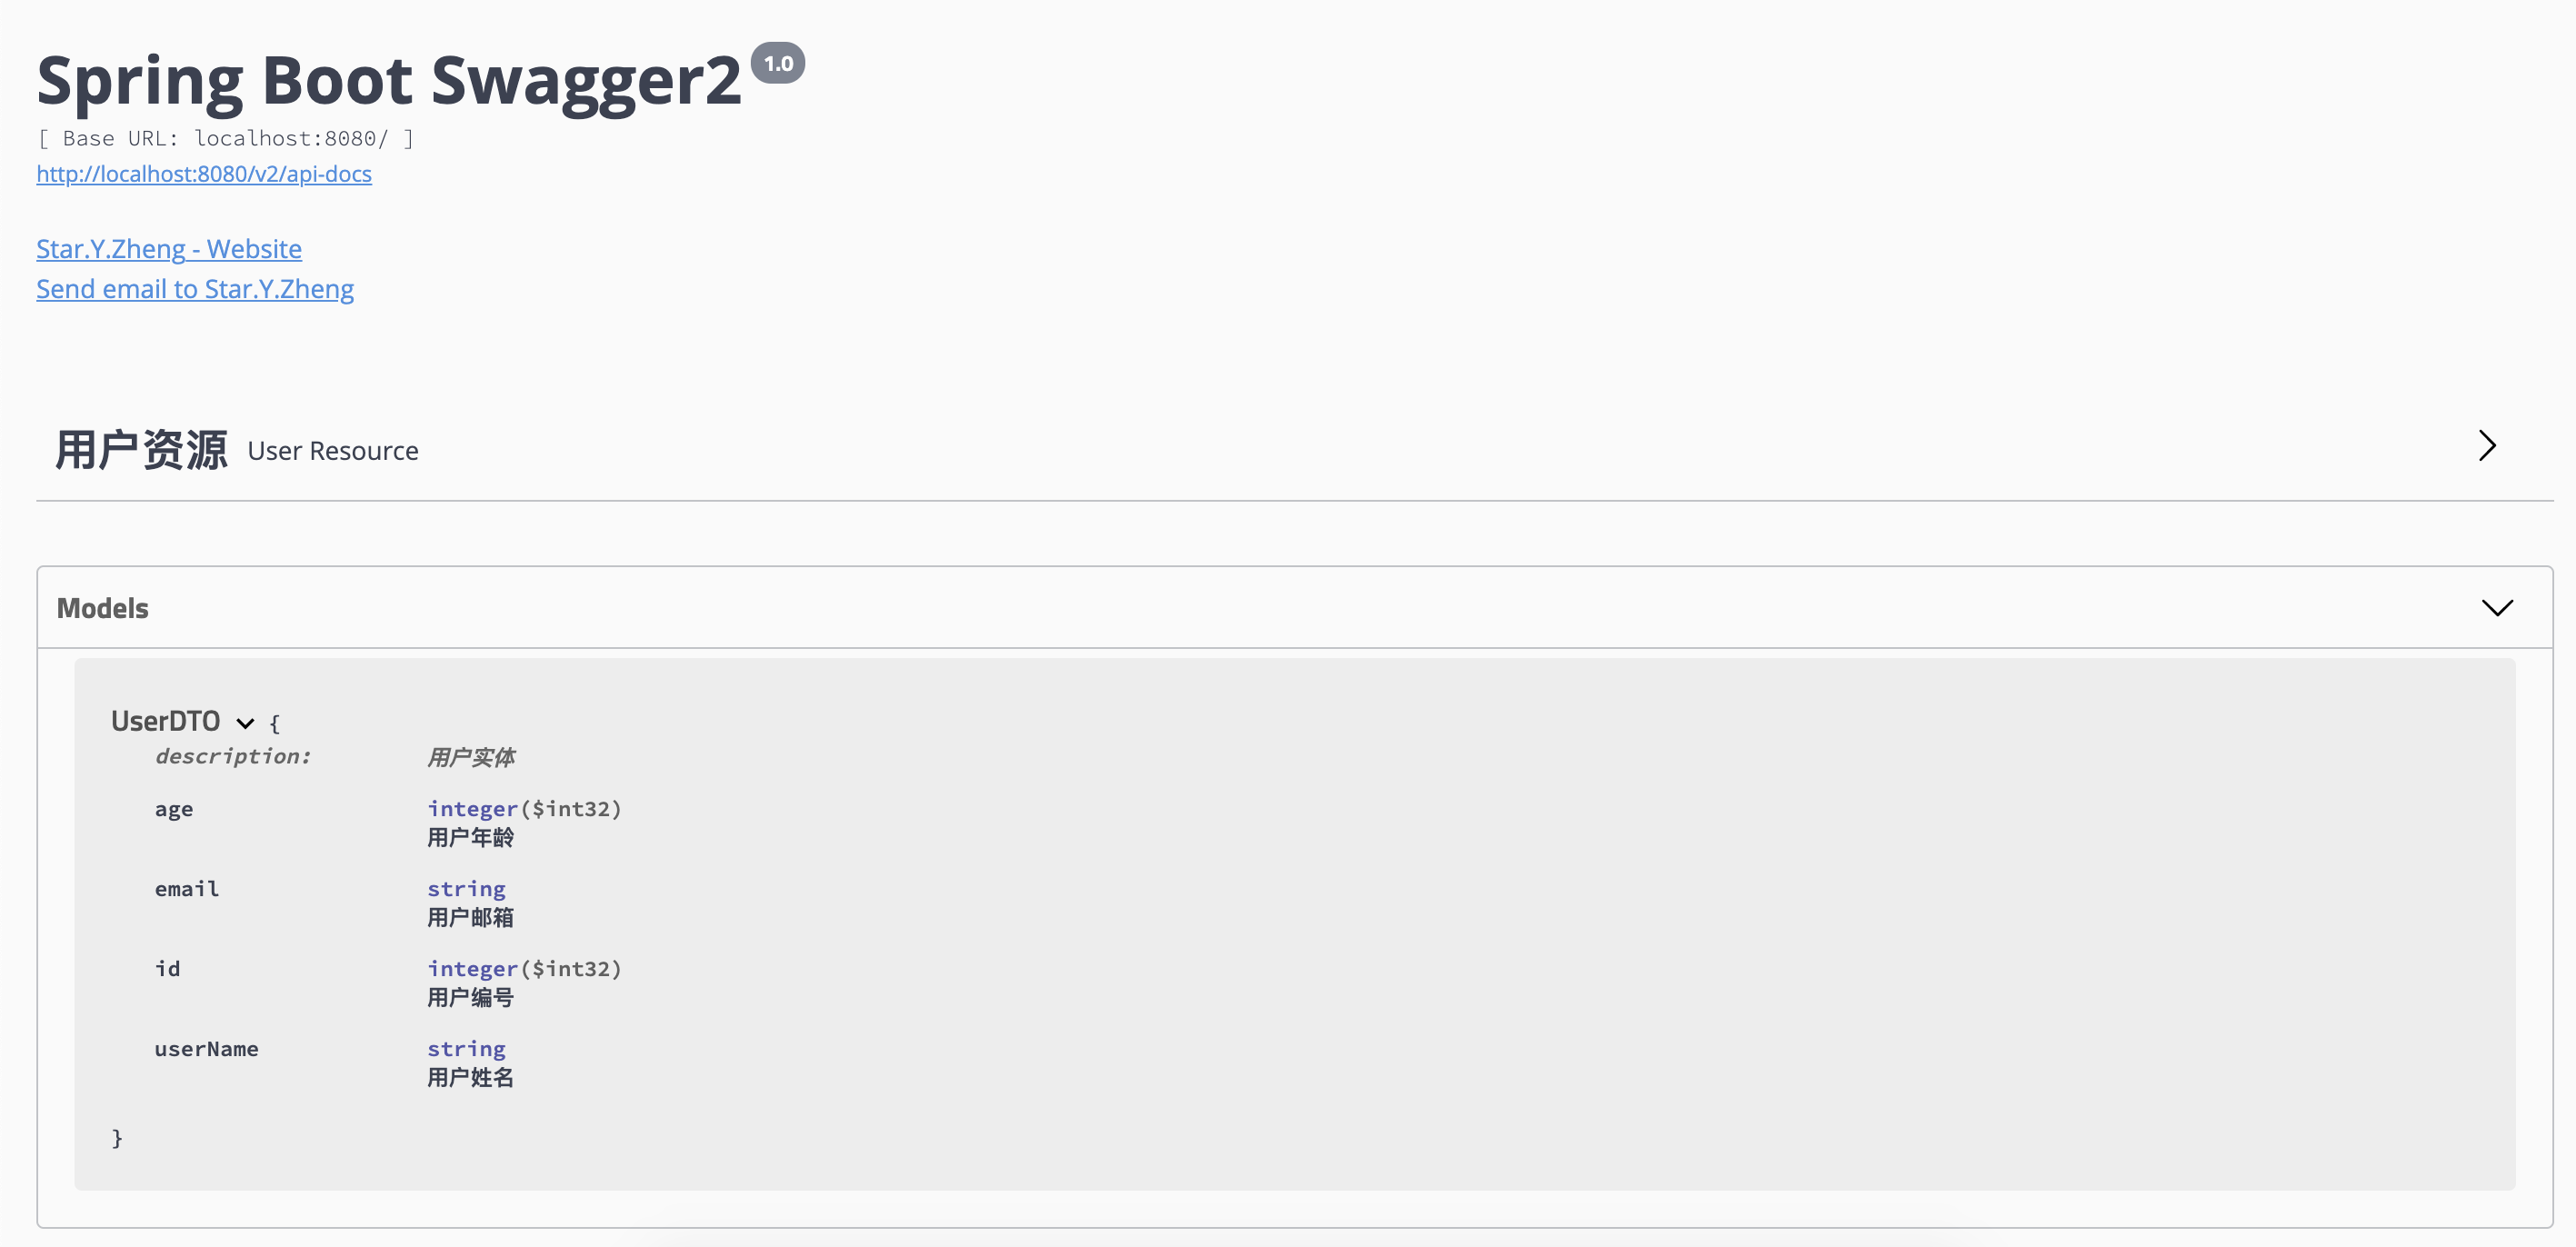 Spring Boot Swagger2 1.0
[ Base URL: localhost:8080/ ]
http://localhost:8080/v2/api-docs
Star.Y.Zheng - Website
Send email to Star.Y.Zheng
用户资源 User Resource
Models
UserDTO {
description: 用户实体
age integer($int32)
用户年龄
email string
用户邮箱
id integer($int32)
用户编号
userName string
用户姓名
}